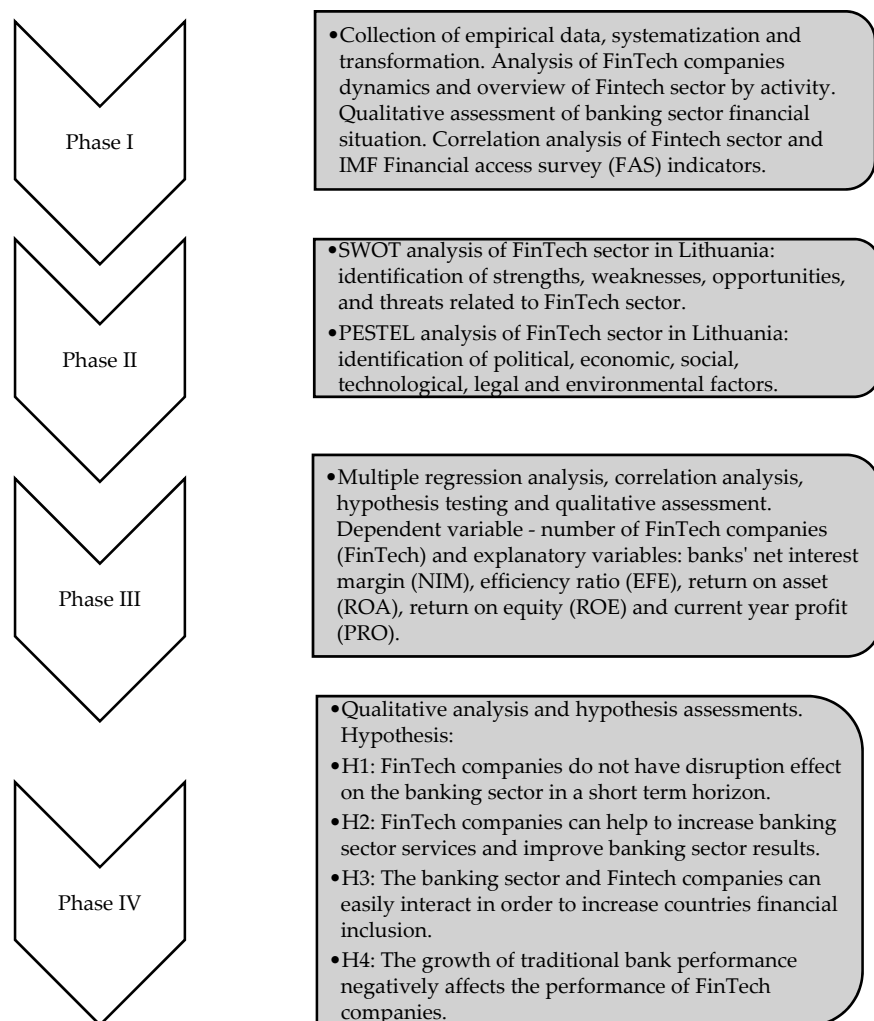 Phase I
•Collection of empirical data, systematization and
transformation. Analysis of FinTech companies
dynamics and overview of Fintech sector by activity.
Qualitative assessment of banking sector financial
situation. Correlation analysis of Fintech sector and
IMF Financial access survey (FAS) indicators.
Phase II
•SWOT analysis of FinTech sector in Lithuania:
identification of strengths, weaknesses, opportunities,
and threats related to FinTech sector.
•PESTEL analysis of FinTech sector in Lithuania:
identification of political, economic, social,
technological, legal and environmental factors.
Phase III
•Multiple regression analysis, correlation analysis,
hypothesis testing and qualitative assessment.
Dependent variable - number of FinTech companies
(FinTech) and explanatory variables: banks' net interest
margin (NIM), efficiency ratio (EFE), return on asset
(ROA), return on equity (ROE) and current year profit
(PRO).
Phase IV
•Qualitative analysis and hypothesis assessments.
Hypothesis:
•H1: FinTech companies do not have disruption effect
on the banking sector in a short term horizon.
•H2: FinTech companies can help to increase banking
sector services and improve banking sector results.
•H3: The banking sector and Fintech companies can
easily interact in order to increase countries financial
inclusion.
•H4: The growth of traditional bank performance
negatively affects the performance of FinTech
companies.